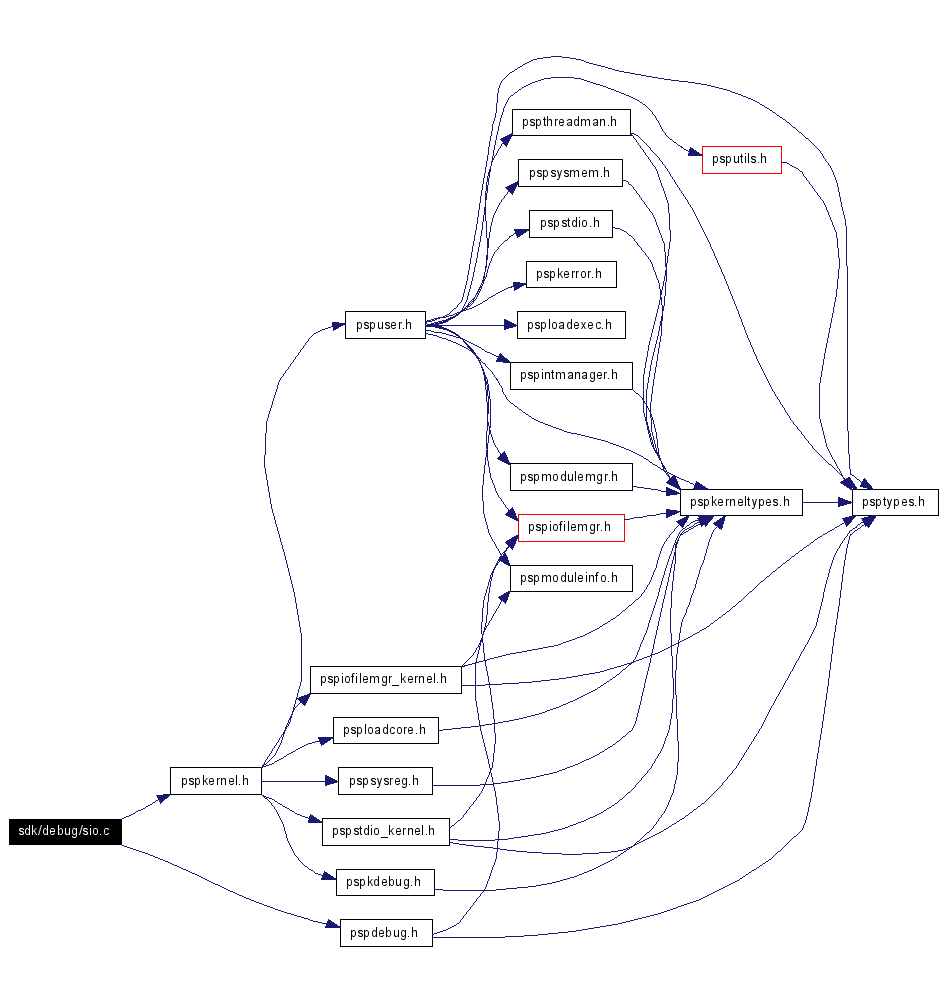 pspthreadman.h
psputils.h
pspsysmem.h
pspstdio.h
pspkerror.h
pspuser.h
psploadexec.h
pspintmanager.h
pspmodulemgr.h
pspkerneltypes.h
psptypes.h
pspiofilemgr.h
pspmoduleinfo.h
pspiofilemgr_kernel.h
psploadcore.h
pspkernel.h
pspsysreg.h
sdk/debug/sio.c
pspstdio_kernel.h
pspkdebug.h
pspdebug.h